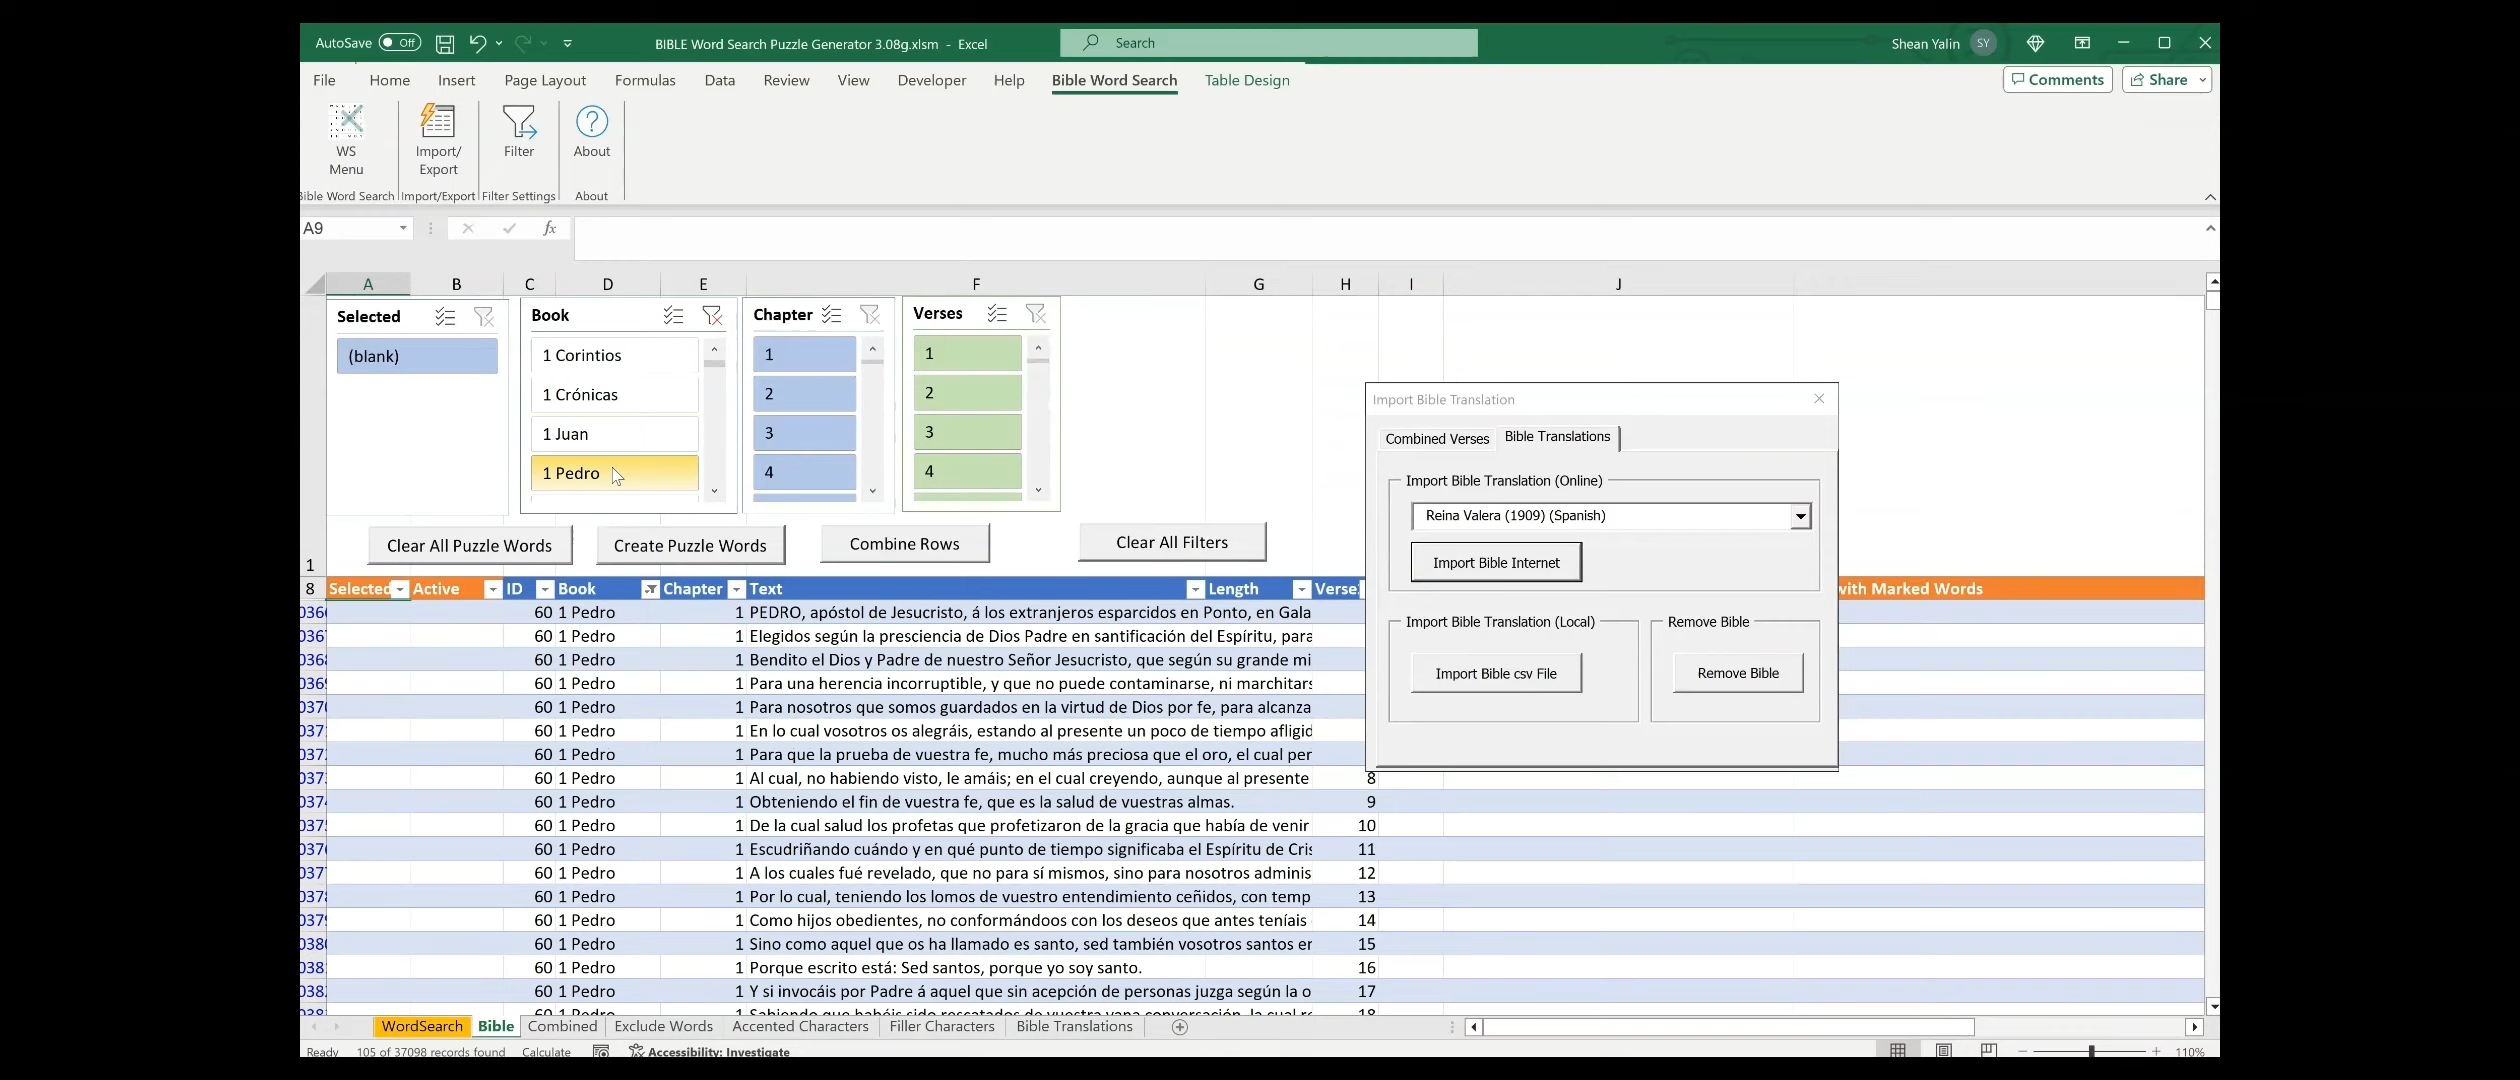 AutoSave Off BIBLE Word Search Puzzle Generator 3.08g.xlsm - Excel Search Shean Yalin SY
File Home Insert Page Layout Formulas Data Review View Developer Help Bible Word Search Table Design Comments Share
WS Menu
Import/ Export
Filter
About
Bible Word Search Import/Export Filter Settings About
A9 fx
A B C D E F G H I J
Selected
(blank)
Book
1 Corintios
1 Crónicas
1 Juan
1 Pedro
Chapter
1
2
3
4
Verses
1
2
3
4
Clear All Puzzle Words Create Puzzle Words Combine Rows Clear All Filters
Import Bible Translation
Combined Verses Bible Translations
Import Bible Translation (Online)
Reina Valera (1909) (Spanish)
Import Bible Internet
Import Bible Translation (Local)
Import Bible csv File
Remove Bible
Remove Bible
1
8 Selected Active ID Book Chapter Text Length Verse with Marked Words
60 1 Pedro 1 PEDRO, apóstol de Jesucristo, á los extranjeros esparcidos en Ponto, en Gala
60 1 Pedro 1 Elegidos según la presciencia de Dios Padre en santificación del Espíritu, para
60 1 Pedro 1 Bendito el Dios y Padre de nuestro Señor Jesucristo, que según su grande mi
60 1 Pedro 1 Para una herencia incorruptible, y que no puede contaminarse, ni marchitars
60 1 Pedro 1 Para nosotros que somos guardados en la virtud de Dios por fe, para alcanza
60 1 Pedro 1 En lo cual vosotros os alegráis, estando al presente un poco de tiempo afligid
60 1 Pedro 1 Para que la prueba de vuestra fe, mucho más preciosa que el oro, el cual per
60 1 Pedro 1 Al cual, no habiendo visto, le amáis; en el cual creyendo, aunque al presente 8
60 1 Pedro 1 Obteniendo el fin de vuestra fe, que es la salud de vuestras almas. 9
60 1 Pedro 1 De la cual salud los profetas que profetizaron de la gracia que había de venir 10
60 1 Pedro 1 Escudriñando cuándo y en qué punto de tiempo significaba el Espíritu de Cris 11
60 1 Pedro 1 A los cuales fué revelado, que no para sí mismos, sino para nosotros adminis 12
60 1 Pedro 1 Por lo cual, teniendo los lomos de vuestro entendimiento ceñidos, con temp 13
60 1 Pedro 1 Como hijos obedientes, no conformándoos con los deseos que antes teníais 14
60 1 Pedro 1 Sino como aquel que os ha llamado es santo, sed también vosotros santos en 15
60 1 Pedro 1 Porque escrito está: Sed santos, porque yo soy santo. 16
60 1 Pedro 1 Y si invocáis por Padre á aquel que sin acepción de personas juzga según la o 17
WordSearch Bible Combined Exclude Words Accented Characters Filler Characters Bible Translations
Ready 105 of 37098 records found Calculate Accessibility: Investigate 110%